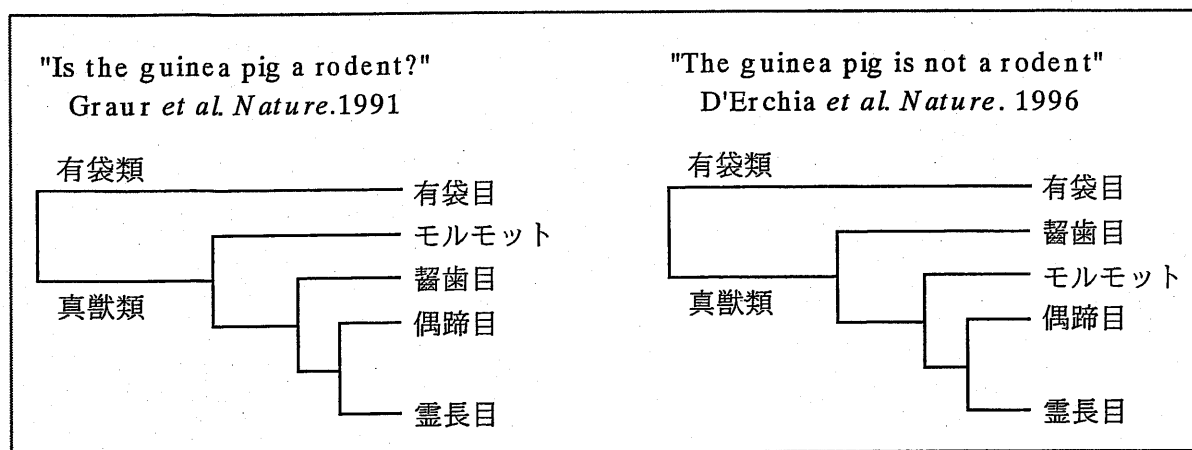 "Is the guinea pig a rodent?"
Graur et al. Nature.1991
有袋類
有袋目
モルモット
齧歯目
真獣類
偶蹄目
霊長目
"The guinea pig is not a rodent"
D'Erchia et al. Nature. 1996
有袋類
有袋目
齧歯目
モルモット
真獣類
偶蹄目
霊長目